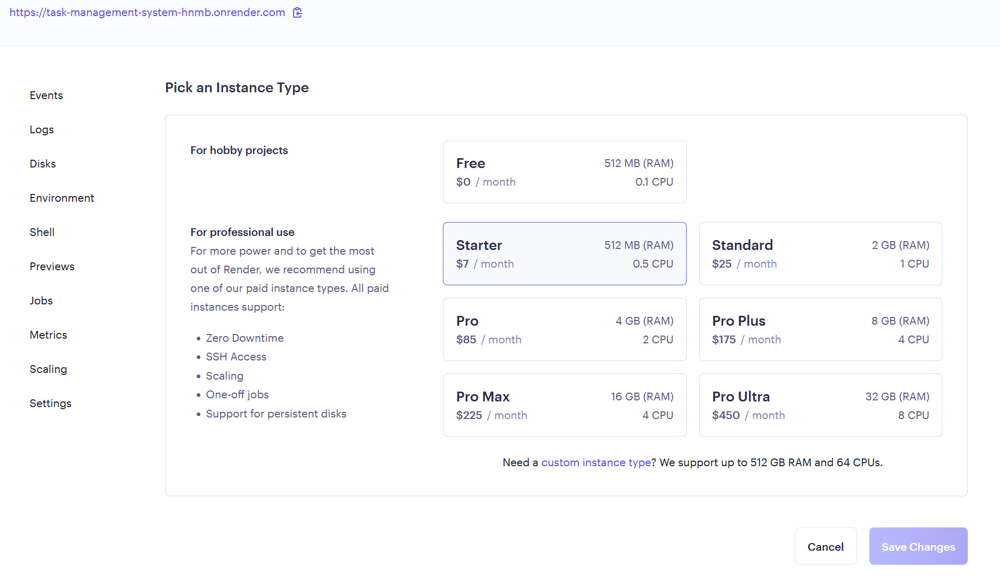 https://task-management-system-hnmb.onrender.com
Events
Logs
Disks
Environment
Shell
Previews
Jobs
Metrics
Scaling
Settings
Pick an Instance Type
For hobby projects
Free 512 MB (RAM)
$0 / month 0.1 CPU
For professional use
For more power and to get the most
out of Render, we recommend using
one of our paid instance types. All paid
instances support:
Zero Downtime
SSH Access
Scaling
One-off jobs
Support for persistent disks
Starter 512 MB (RAM)
$7 / month 0.5 CPU
Standard 2 GB (RAM)
$25 / month 1 CPU
Pro 4 GB (RAM)
$85 / month 2 CPU
Pro Plus 8 GB (RAM)
$175 / month 4 CPU
Pro Max 16 GB (RAM)
$225 / month 4 CPU
Pro Ultra 32 GB (RAM)
$450 / month 8 CPU
Need a custom instance type? We support up to 512 GB RAM and 64 CPUs.
Cancel
Save Changes